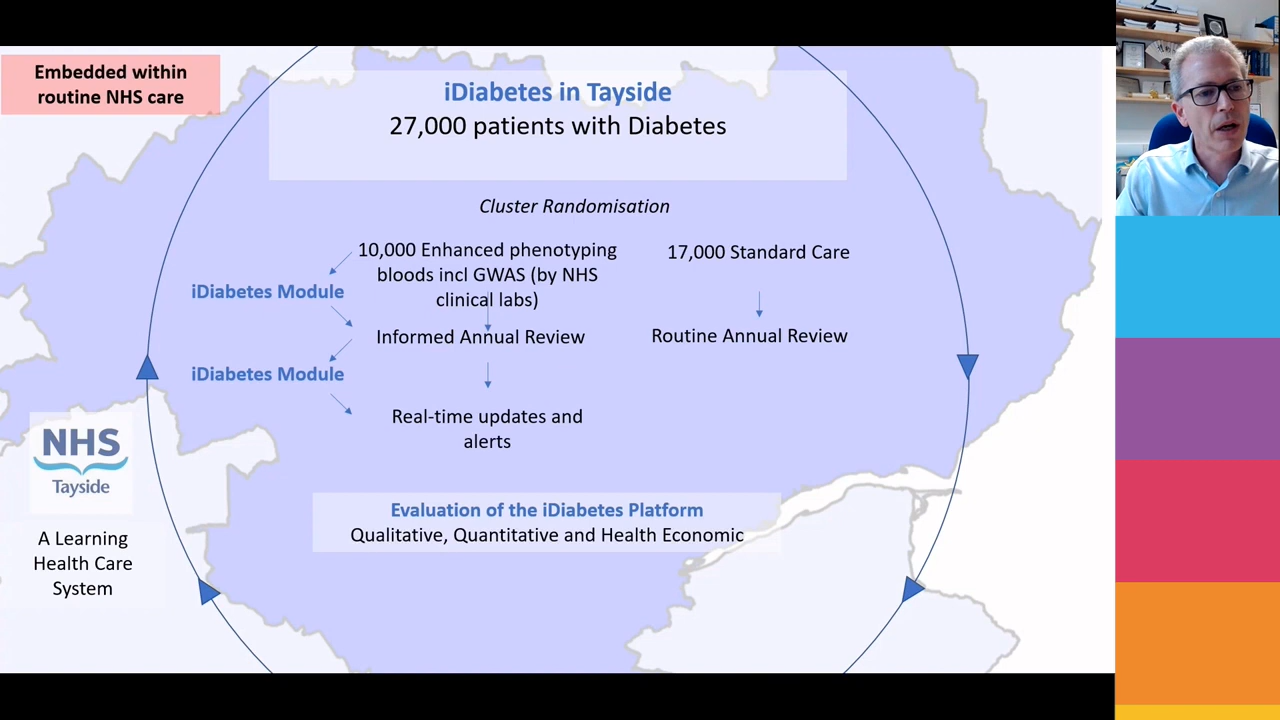 Embedded within
routine NHS care
iDiabetes in Tayside
27,000 patients with Diabetes
Cluster Randomisation
10,000 Enhanced phenotyping
bloods incl GWAS (by NHS
clinical labs)
17,000 Standard Care
iDiabetes Module
Informed Annual Review
Routine Annual Review
iDiabetes Module
Real-time updates and
alerts
NHS
Tayside
Evaluation of the iDiabetes Platform
Qualitative, Quantitative and Health Economic
A Learning
Health Care
System